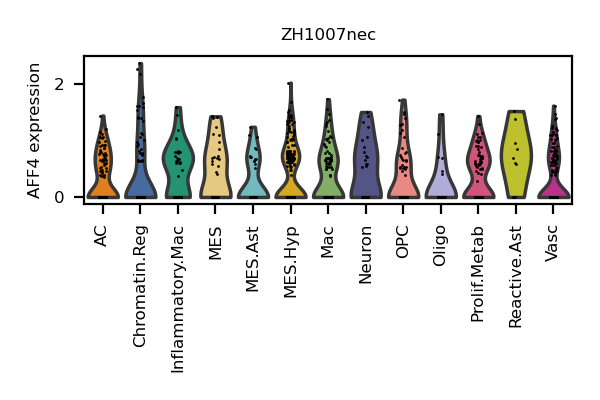 ZH1007nec
AFF4 expression
2
0
AC
Chromatin.Reg
Inflammatory.Mac
MES
MES.Ast
MES.Hyp
Mac
Neuron
OPC
Oligo
Prolif.Metab
Reactive.Ast
Vasc